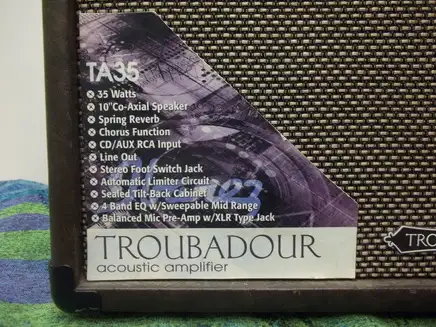 TA35
35 Watts
10"Co-Axial Speaker
Spring Reverb
Chorus Function
CD/AUX RCA Input
Line Out
Stereo Foot Switch Jack
Automatic Limiter Circuit
Sealed Tilt-Back Cabinet
4 Band EQ w/Sweepable Mid Range
Balanced Mic Pre-Amp w/XLR Type Jack
TROUBADOUR
acoustic amplifier